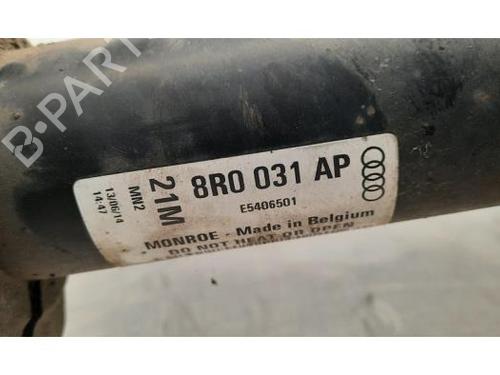 B-PARTS
8R0 031 AP
21M
E5406501
MN2
13/06/14
14:47
MONROE - Made in Belgium
DO NOT HEAT OR OPEN